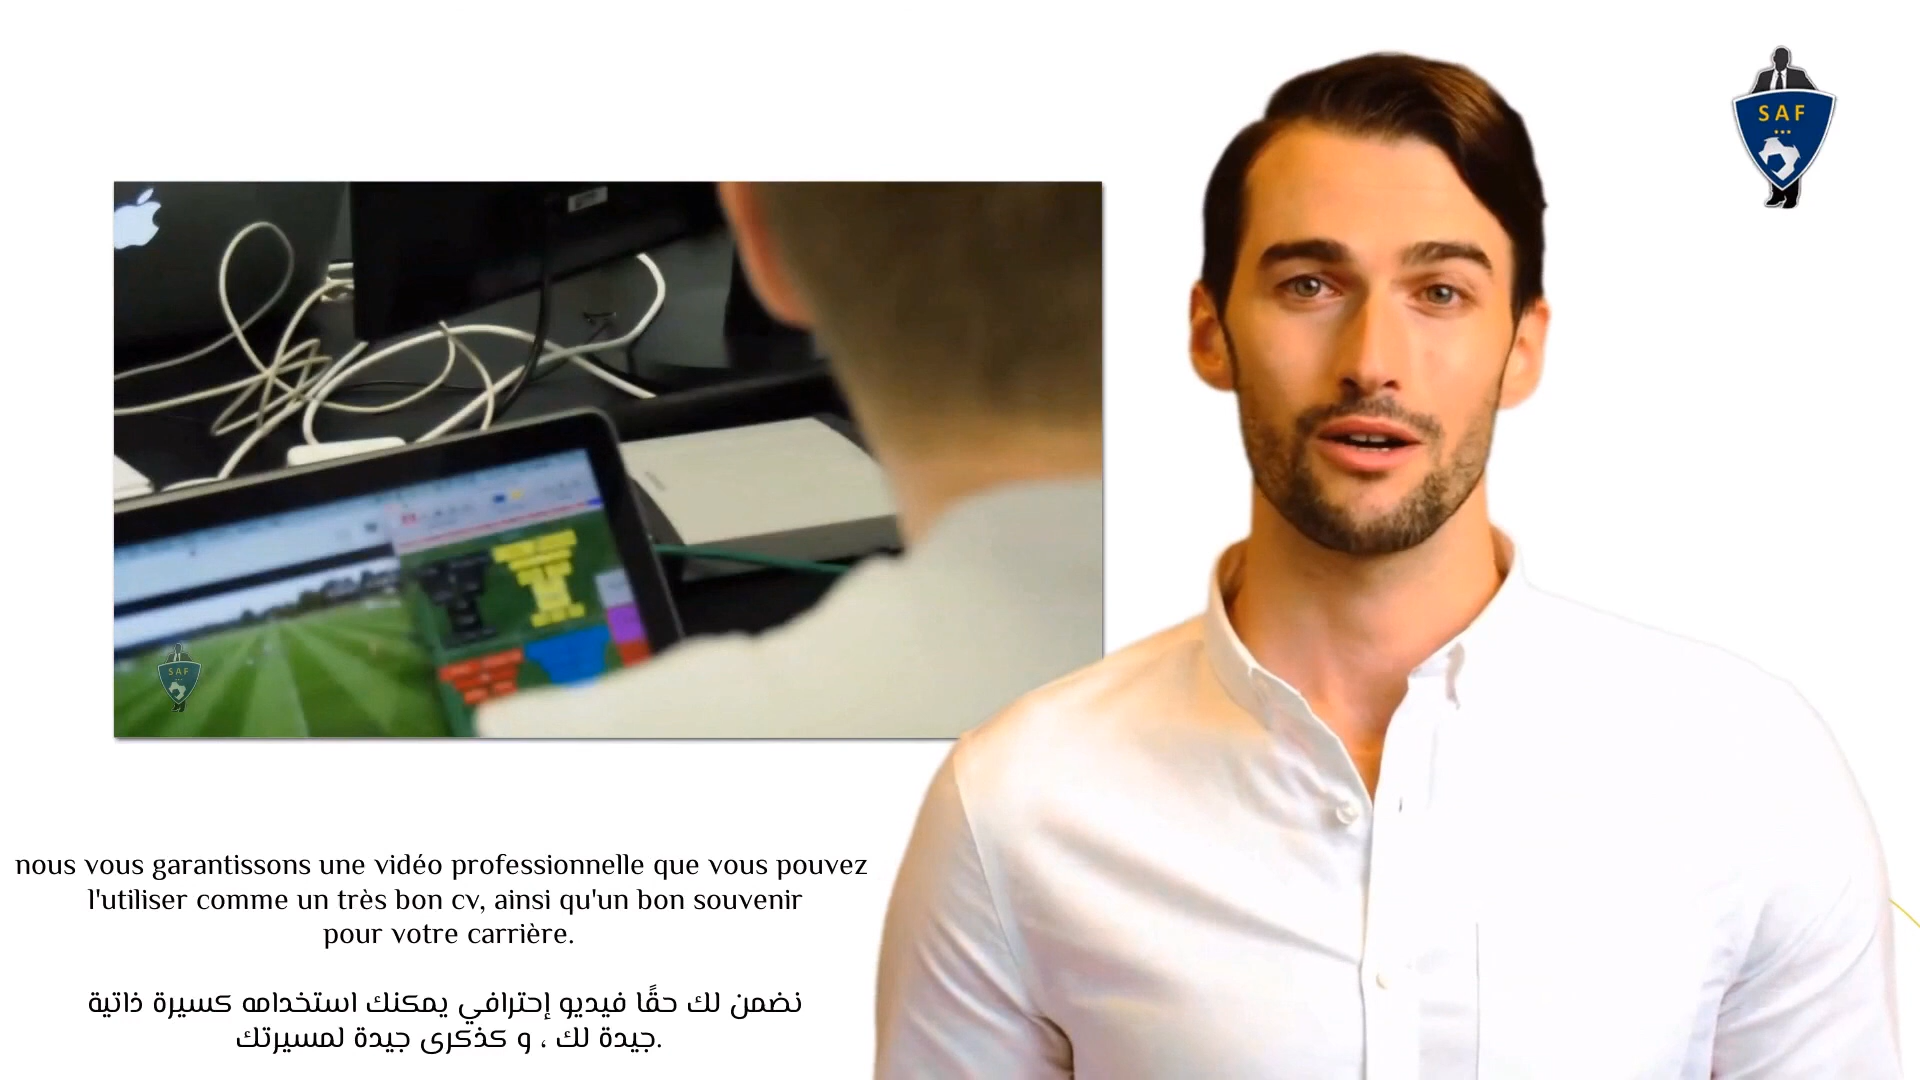 SAF
SAF
nous vous garantissons une vidéo professionnelle que vous pouvez
l'utiliser comme un très bon cv, ainsi qu'un bon souvenir
pour votre carrière.
نضمن لك حقًا فيديو إحترافي يمكنك استخدامه كسيرة ذاتية
جيدة لك ، و كذكرى جيدة لمسيرتك.